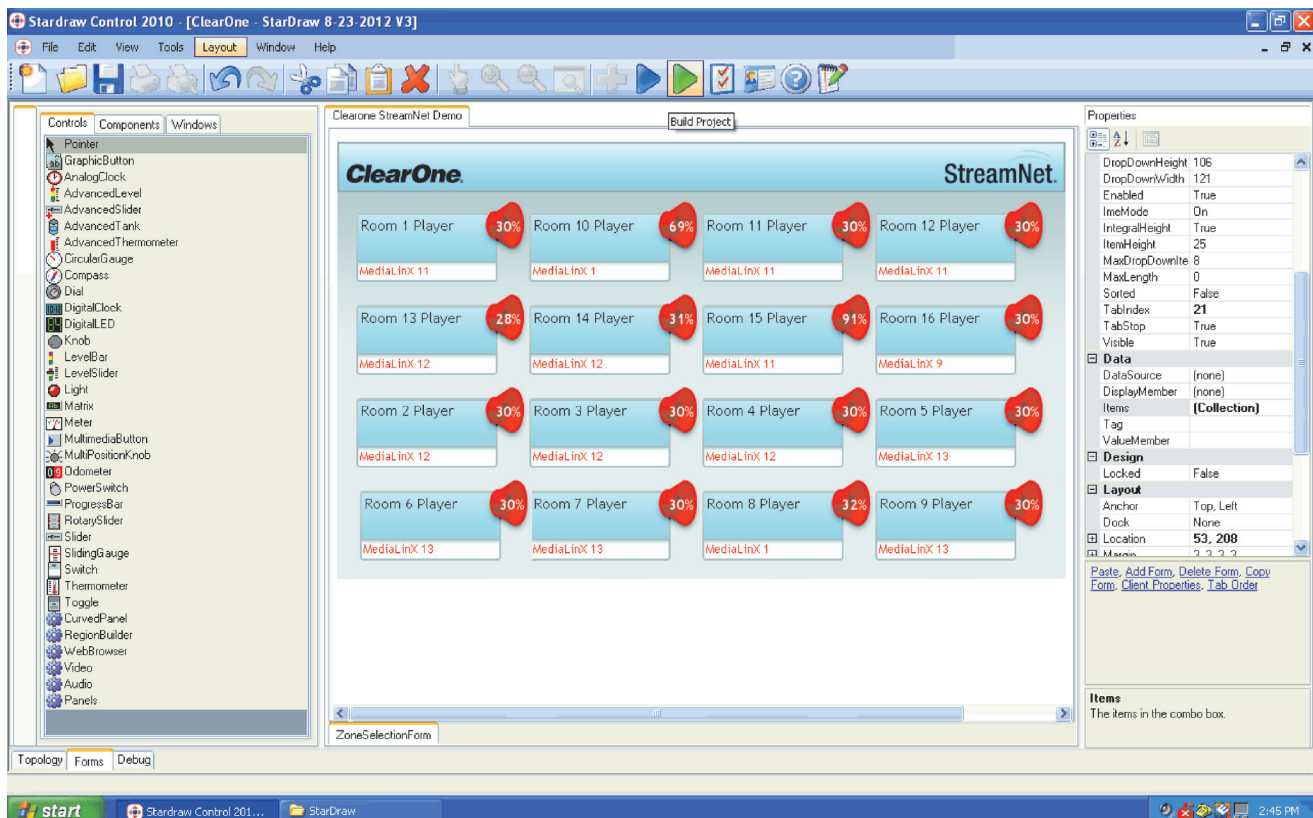 Stardraw Control 2010 - [ClearOne - StarDraw 8-23-2012 V3]
File Edit View Tools Layout Window Help
Controls Components Windows
Pointer
GraphicButton
AnalogClock
AdvancedLevel
AdvancedSlider
AdvancedTank
AdvancedThermometer
CircularGauge
Compass
Dial
DigitalClock
DigitalLED
Knob
LevelBar
LevelSlider
Light
Matrix
Meter
MultimediaButton
MultiPositionKnob
Odometer
PowerSwitch
ProgressBar
RotarySlider
Slider
SlidingGauge
Switch
Thermometer
Toggle
CurvedPanel
RegionBuilder
WebBrowser
Video
Audio
Panels
Clearone StreamNet Demo
Build Project
ClearOne. StreamNet.
Room 1 Player 30% Room 10 Player 69% Room 11 Player 30% Room 12 Player 30%
MediaLinX 11 MediaLinX 1 MediaLinX 11 MediaLinX 11
Room 13 Player 28% Room 14 Player 31% Room 15 Player 91% Room 16 Player 30%
MediaLinX 12 MediaLinX 12 MediaLinX 11 MediaLinX 9
Room 2 Player 30% Room 3 Player 30% Room 4 Player 30% Room 5 Player 30%
MediaLinX 12 MediaLinX 12 MediaLinX 12 MediaLinX 13
Room 6 Player 30% Room 7 Player 30% Room 8 Player 32% Room 9 Player 30%
MediaLinX 13 MediaLinX 13 MediaLinX 1 MediaLinX 13
ZoneSelectionForm
Properties
DropDownHeight 106
DropDownWidth 121
Enabled True
ImeMode On
IntegralHeight True
ItemHeight 25
MaxDropDownIte 8
MaxLength 0
Sorted False
TabIndex 21
TabStop True
Visible True
Data
DataSource (none)
DisplayMember (none)
Items (Collection)
Tag
ValueMember
Design
Locked False
Layout
Anchor Top, Left
Dock None
Location 53, 208
Margin 3, 3, 3, 3
Paste, Add Form, Delete Form, Copy
Form, Client Properties, Tab Order
Items
The items in the combo box.
Topology Forms Debug
start Stardraw Control 201... StarDraw 2:45 PM